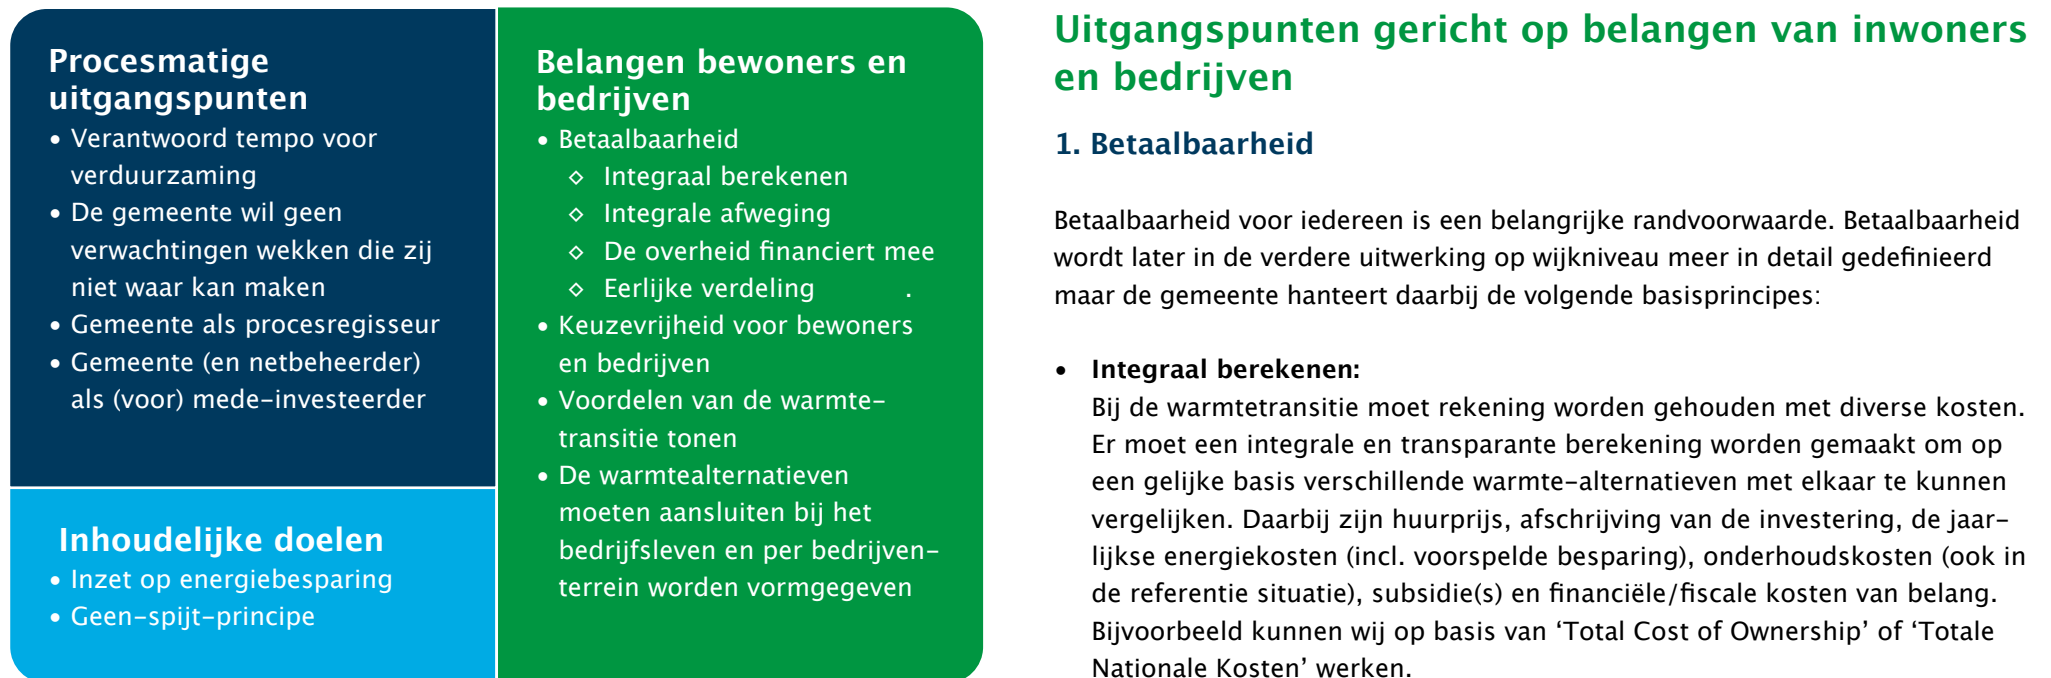 Procesmatige
uitgangspunten
• Verantwoord tempo voor
verduurzaming
• De gemeente wil geen
verwachtingen wekken die zij
niet waar kan maken
• Gemeente als procesregisseur
• Gemeente (en netbeheerder)
als (voor) mede-investeerder
Inhoudelijke doelen
• Inzet op energiebesparing
• Geen-spijt-principe
Belangen bewoners en
bedrijven
• Betaalbaarheid
⋄ Integraal berekenen
⋄ Integrale afweging
⋄ De overheid financiert mee
⋄ Eerlijke verdeling .
• Keuzevrijheid voor bewoners
en bedrijven
• Voordelen van de warmte-
transitie tonen
• De warmtealternatieven
moeten aansluiten bij het
bedrijfsleven en per bedrijven-
terrein worden vormgegeven
Uitgangspunten gericht op belangen van inwoners
en bedrijven
1. Betaalbaarheid
Betaalbaarheid voor iedereen is een belangrijke randvoorwaarde. Betaalbaarheid
wordt later in de verdere uitwerking op wijkniveau meer in detail gedefinieerd
maar de gemeente hanteert daarbij de volgende basisprincipes:
• Integraal berekenen:
Bij de warmtetransitie moet rekening worden gehouden met diverse kosten.
Er moet een integrale en transparante berekening worden gemaakt om op
een gelijke basis verschillende warmte-alternatieven met elkaar te kunnen
vergelijken. Daarbij zijn huurprijs, afschrijving van de investering, de jaar-
lijkse energiekosten (incl. voorspelde besparing), onderhoudskosten (ook in
de referentie situatie), subsidie(s) en financiële/fiscale kosten van belang.
Bijvoorbeeld kunnen wij op basis van ‘Total Cost of Ownership’ of ‘Totale
Nationale Kosten’ werken.